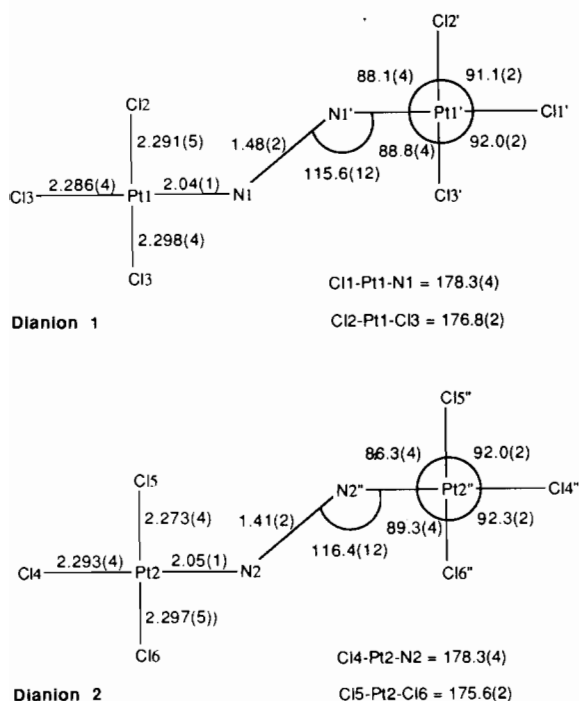 Cl2'
88.1(4)
91.1(2)
N1'
Pt1'
Cl1'
Cl2
2.291(5)
1.48(2)
88.8(4)
92.0(2)
115.6(12)
Cl3
2.286(4)
Pt1
2.04(1)
N1
Cl3'
2.298(4)
Cl3
Cl1-Pt1-N1 = 178.3(4)
Dianion 1
Cl2-Pt1-Cl3 = 176.8(2)
Cl5"
86.3(4)
92.0(2)
Cl5
N2"
Pt2"
Cl4"
2.273(4)
1.41(2)
89.3(4)
92.3(2)
116.4(12)
Cl4
2.293(4)
Pt2
2.05(1)
N2
Cl6"
2.297(5))
Cl6
Cl4-Pt2-N2 = 178.3(4)
Dianion 2
Cl5-Pt2-Cl6 = 175.6(2)